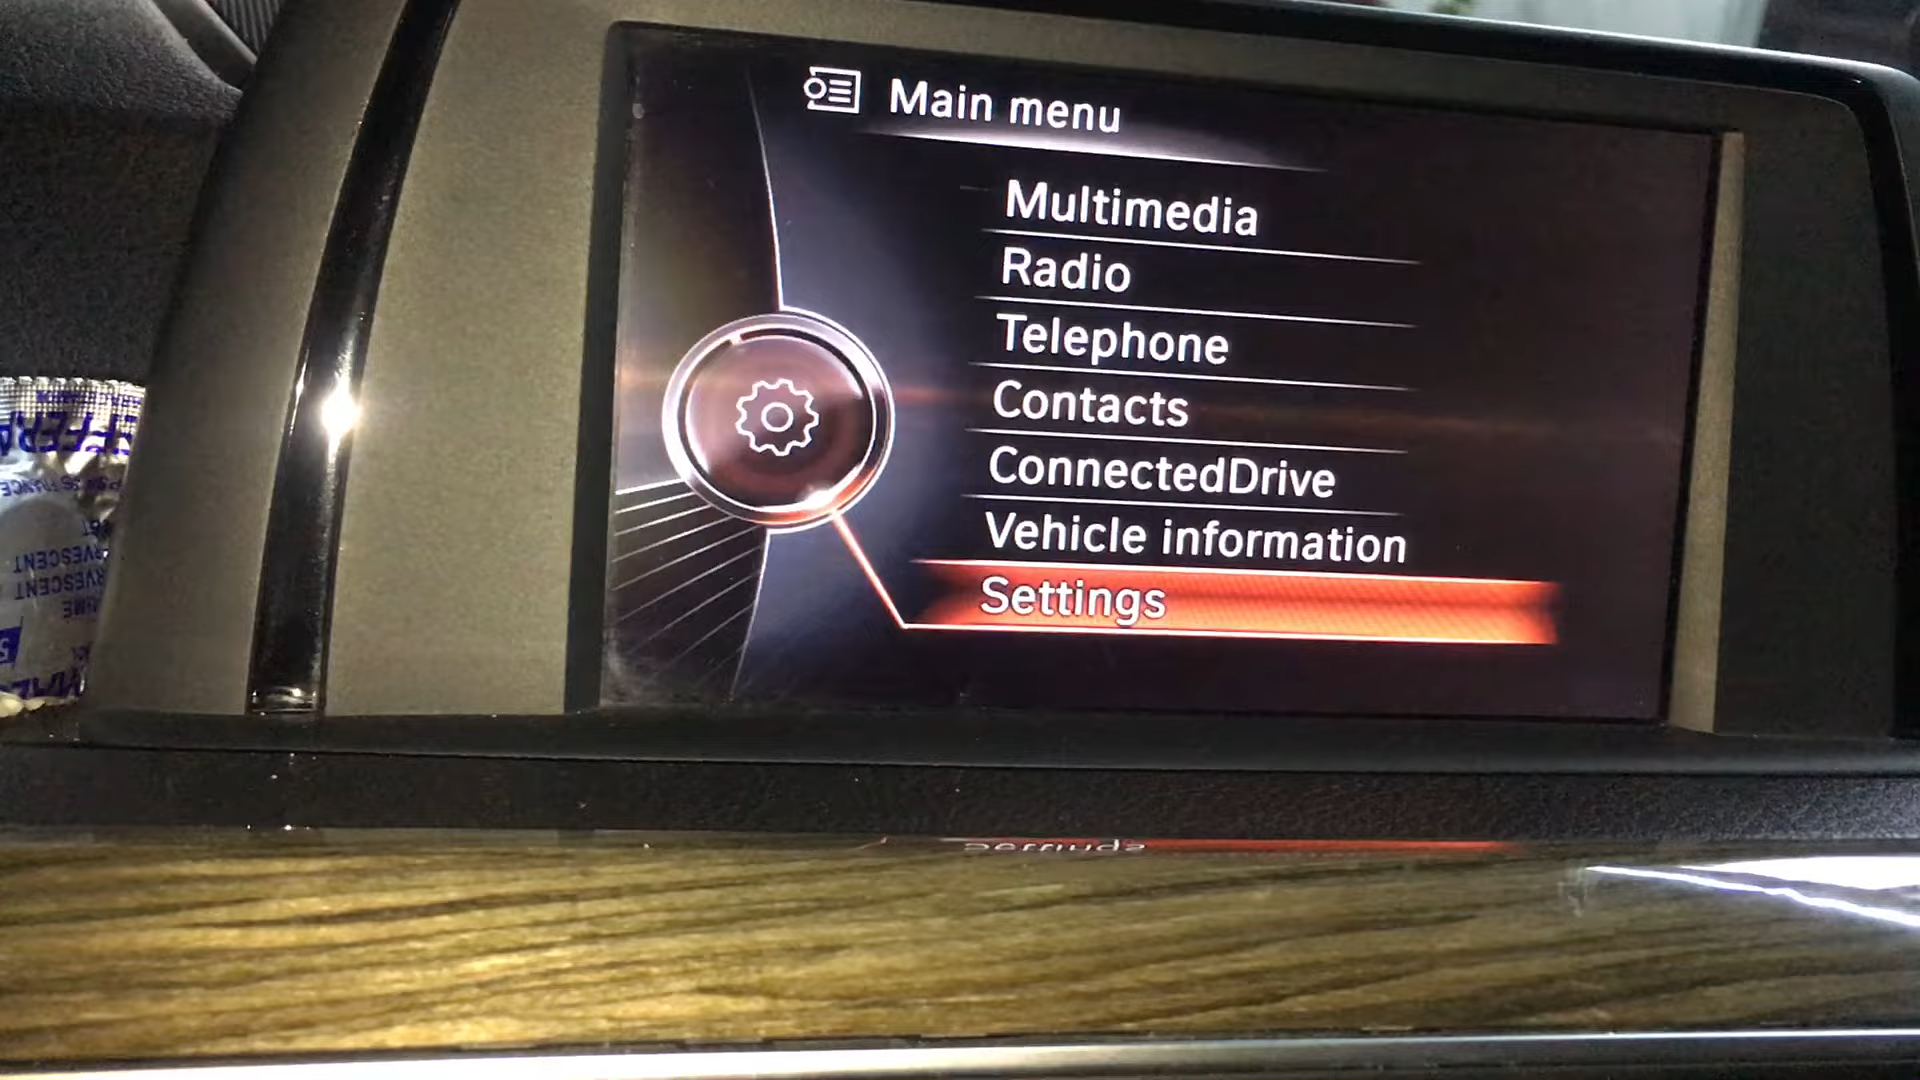 Main menu
Multimedia
Radio
Telephone
Contacts
ConnectedDrive
Vehicle information
Settings